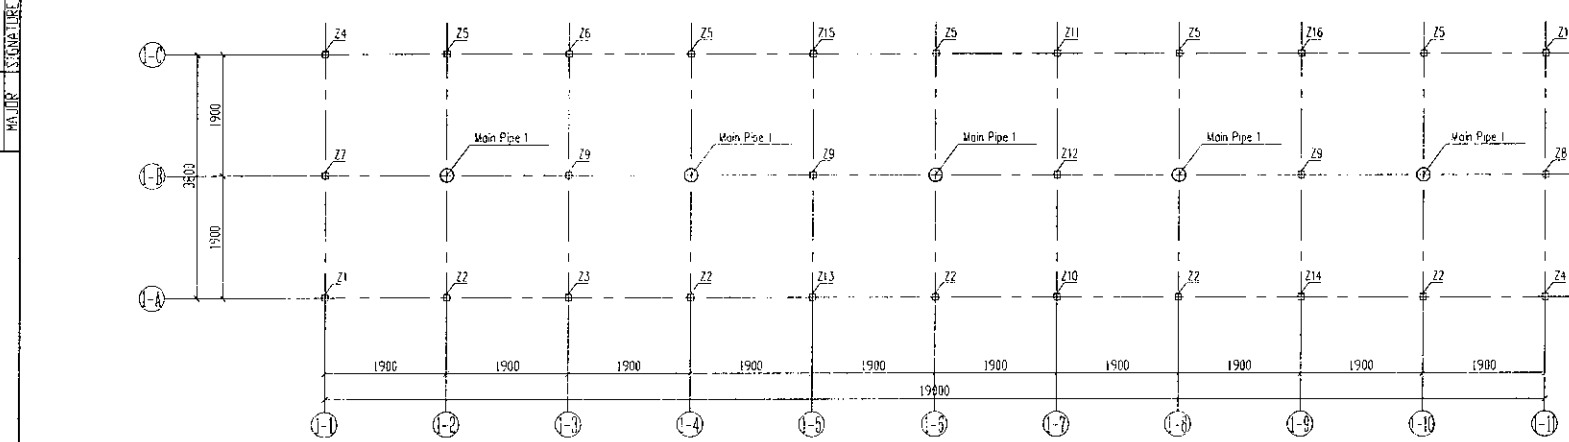 SIGNATURE
MAJOR
Z4 Z5 Z6 Z5 Z15 Z5 Z11 Z5 Z16 Z5
1-C
1900
Main Pipe 1 Main Pipe 1 Main Pipe 1 Main Pipe 1 Main Pipe 1
Z7 Z9 Z9 Z12 Z9 Z8
1-B
3800
1900
Z1 Z2 Z3 Z2 Z13 Z2 Z10 Z2 Z14 Z2 Z4
1-A
1900 1900 1900 1900 1900 1900 1900 1900 1900 1900
19000
1-1 1-2 1-3 1-4 1-5 1-6 1-7 1-8 1-9 1-10